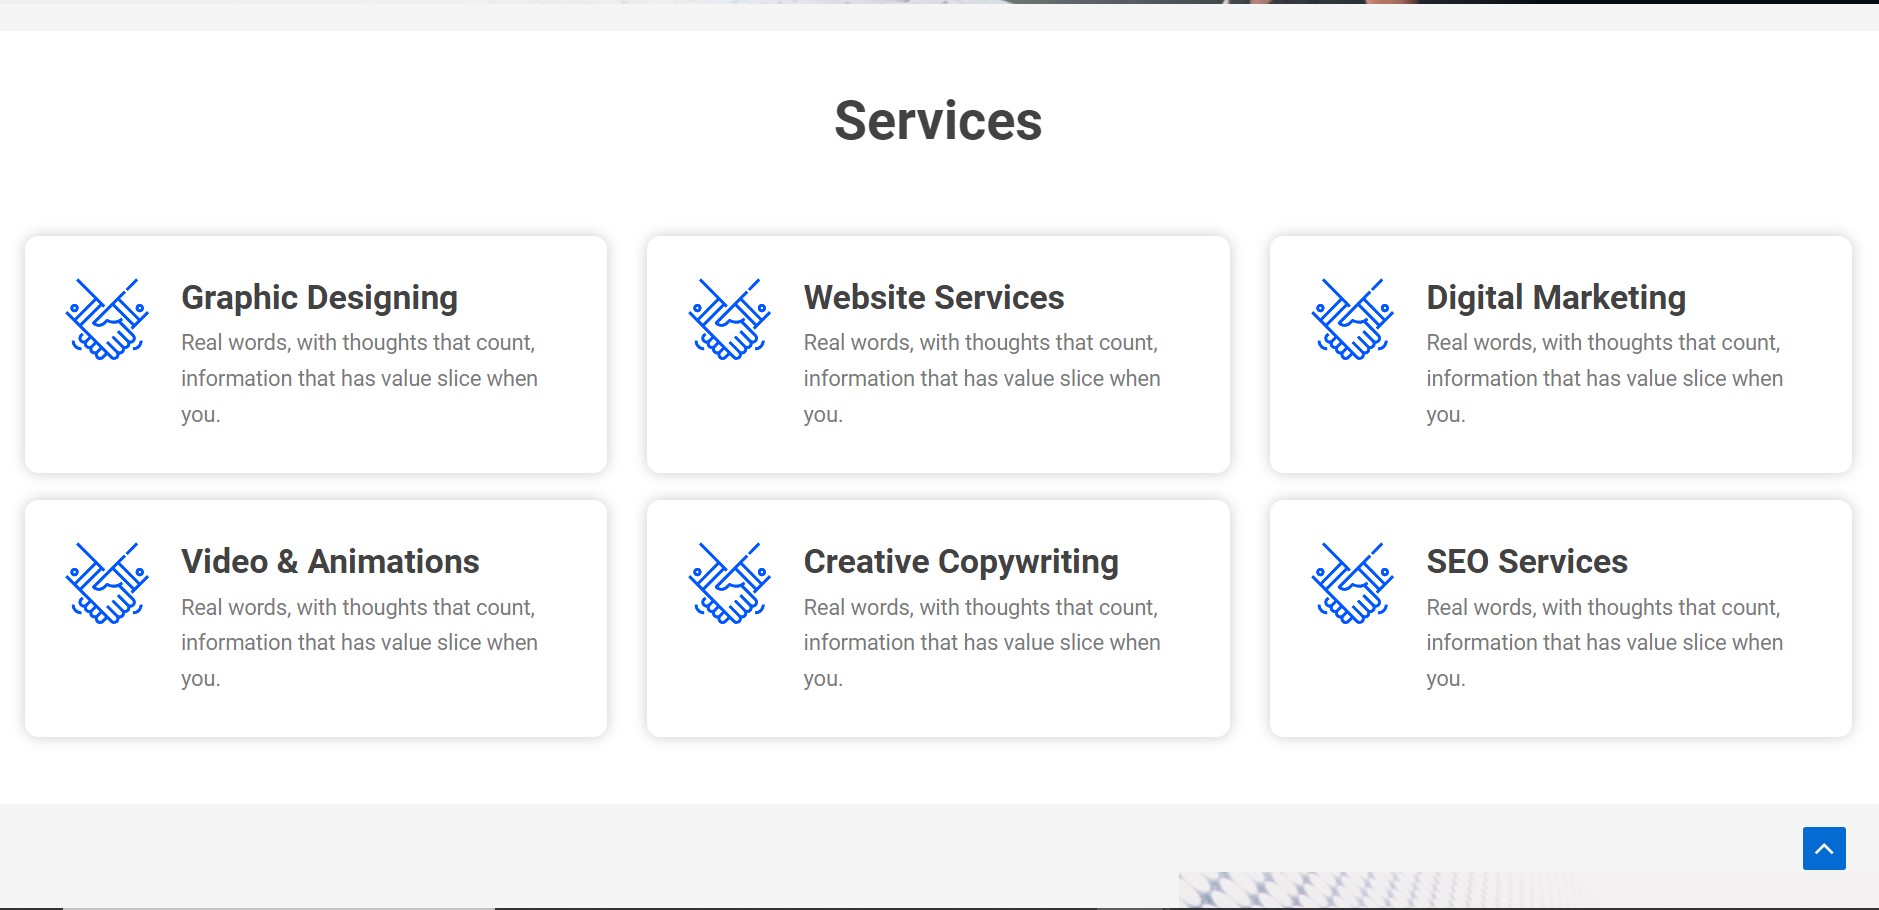 Services
Graphic Designing
Real words, with thoughts that count,
information that has value slice when
you.
Website Services
Real words, with thoughts that count,
information that has value slice when
you.
Digital Marketing
Real words, with thoughts that count,
information that has value slice when
you.
Video & Animations
Real words, with thoughts that count,
information that has value slice when
you.
Creative Copywriting
Real words, with thoughts that count,
information that has value slice when
you.
SEO Services
Real words, with thoughts that count,
information that has value slice when
you.